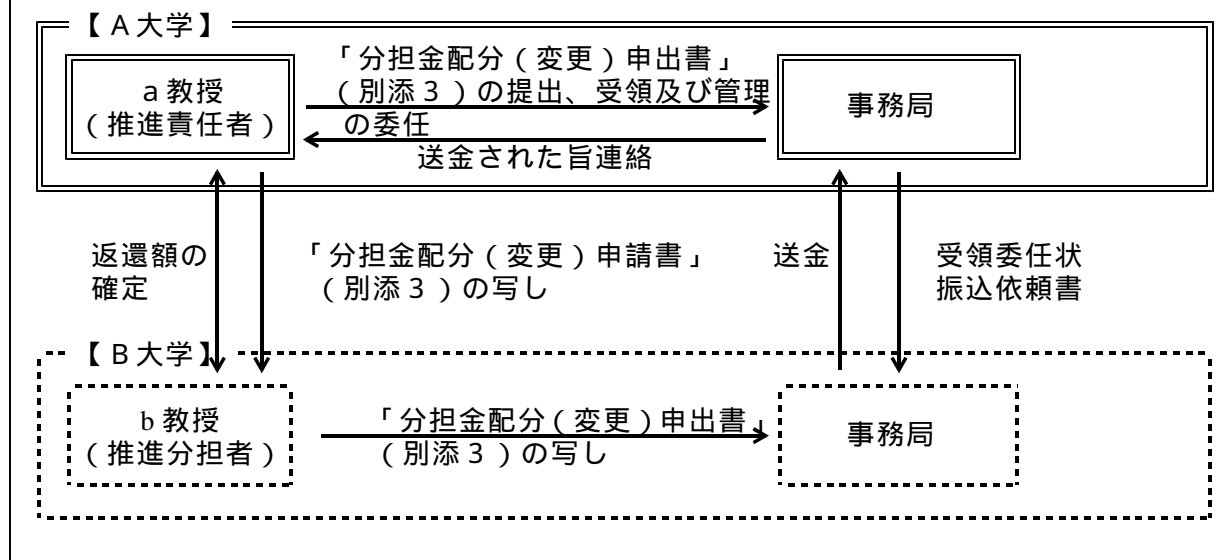 【Ａ大学】
ａ教授
（推進責任者）
「分担金配分（変更）申出書」
（別添３）の提出、受領及び管理
の委任
送金された旨連絡
事務局
返還額の
確定
「分担金配分（変更）申請書」
（別添３）の写し
送金
受領委任状
振込依頼書
【Ｂ大学】
b教授
（推進分担者）
「分担金配分（変更）申出書」
（別添３）の写し
事務局